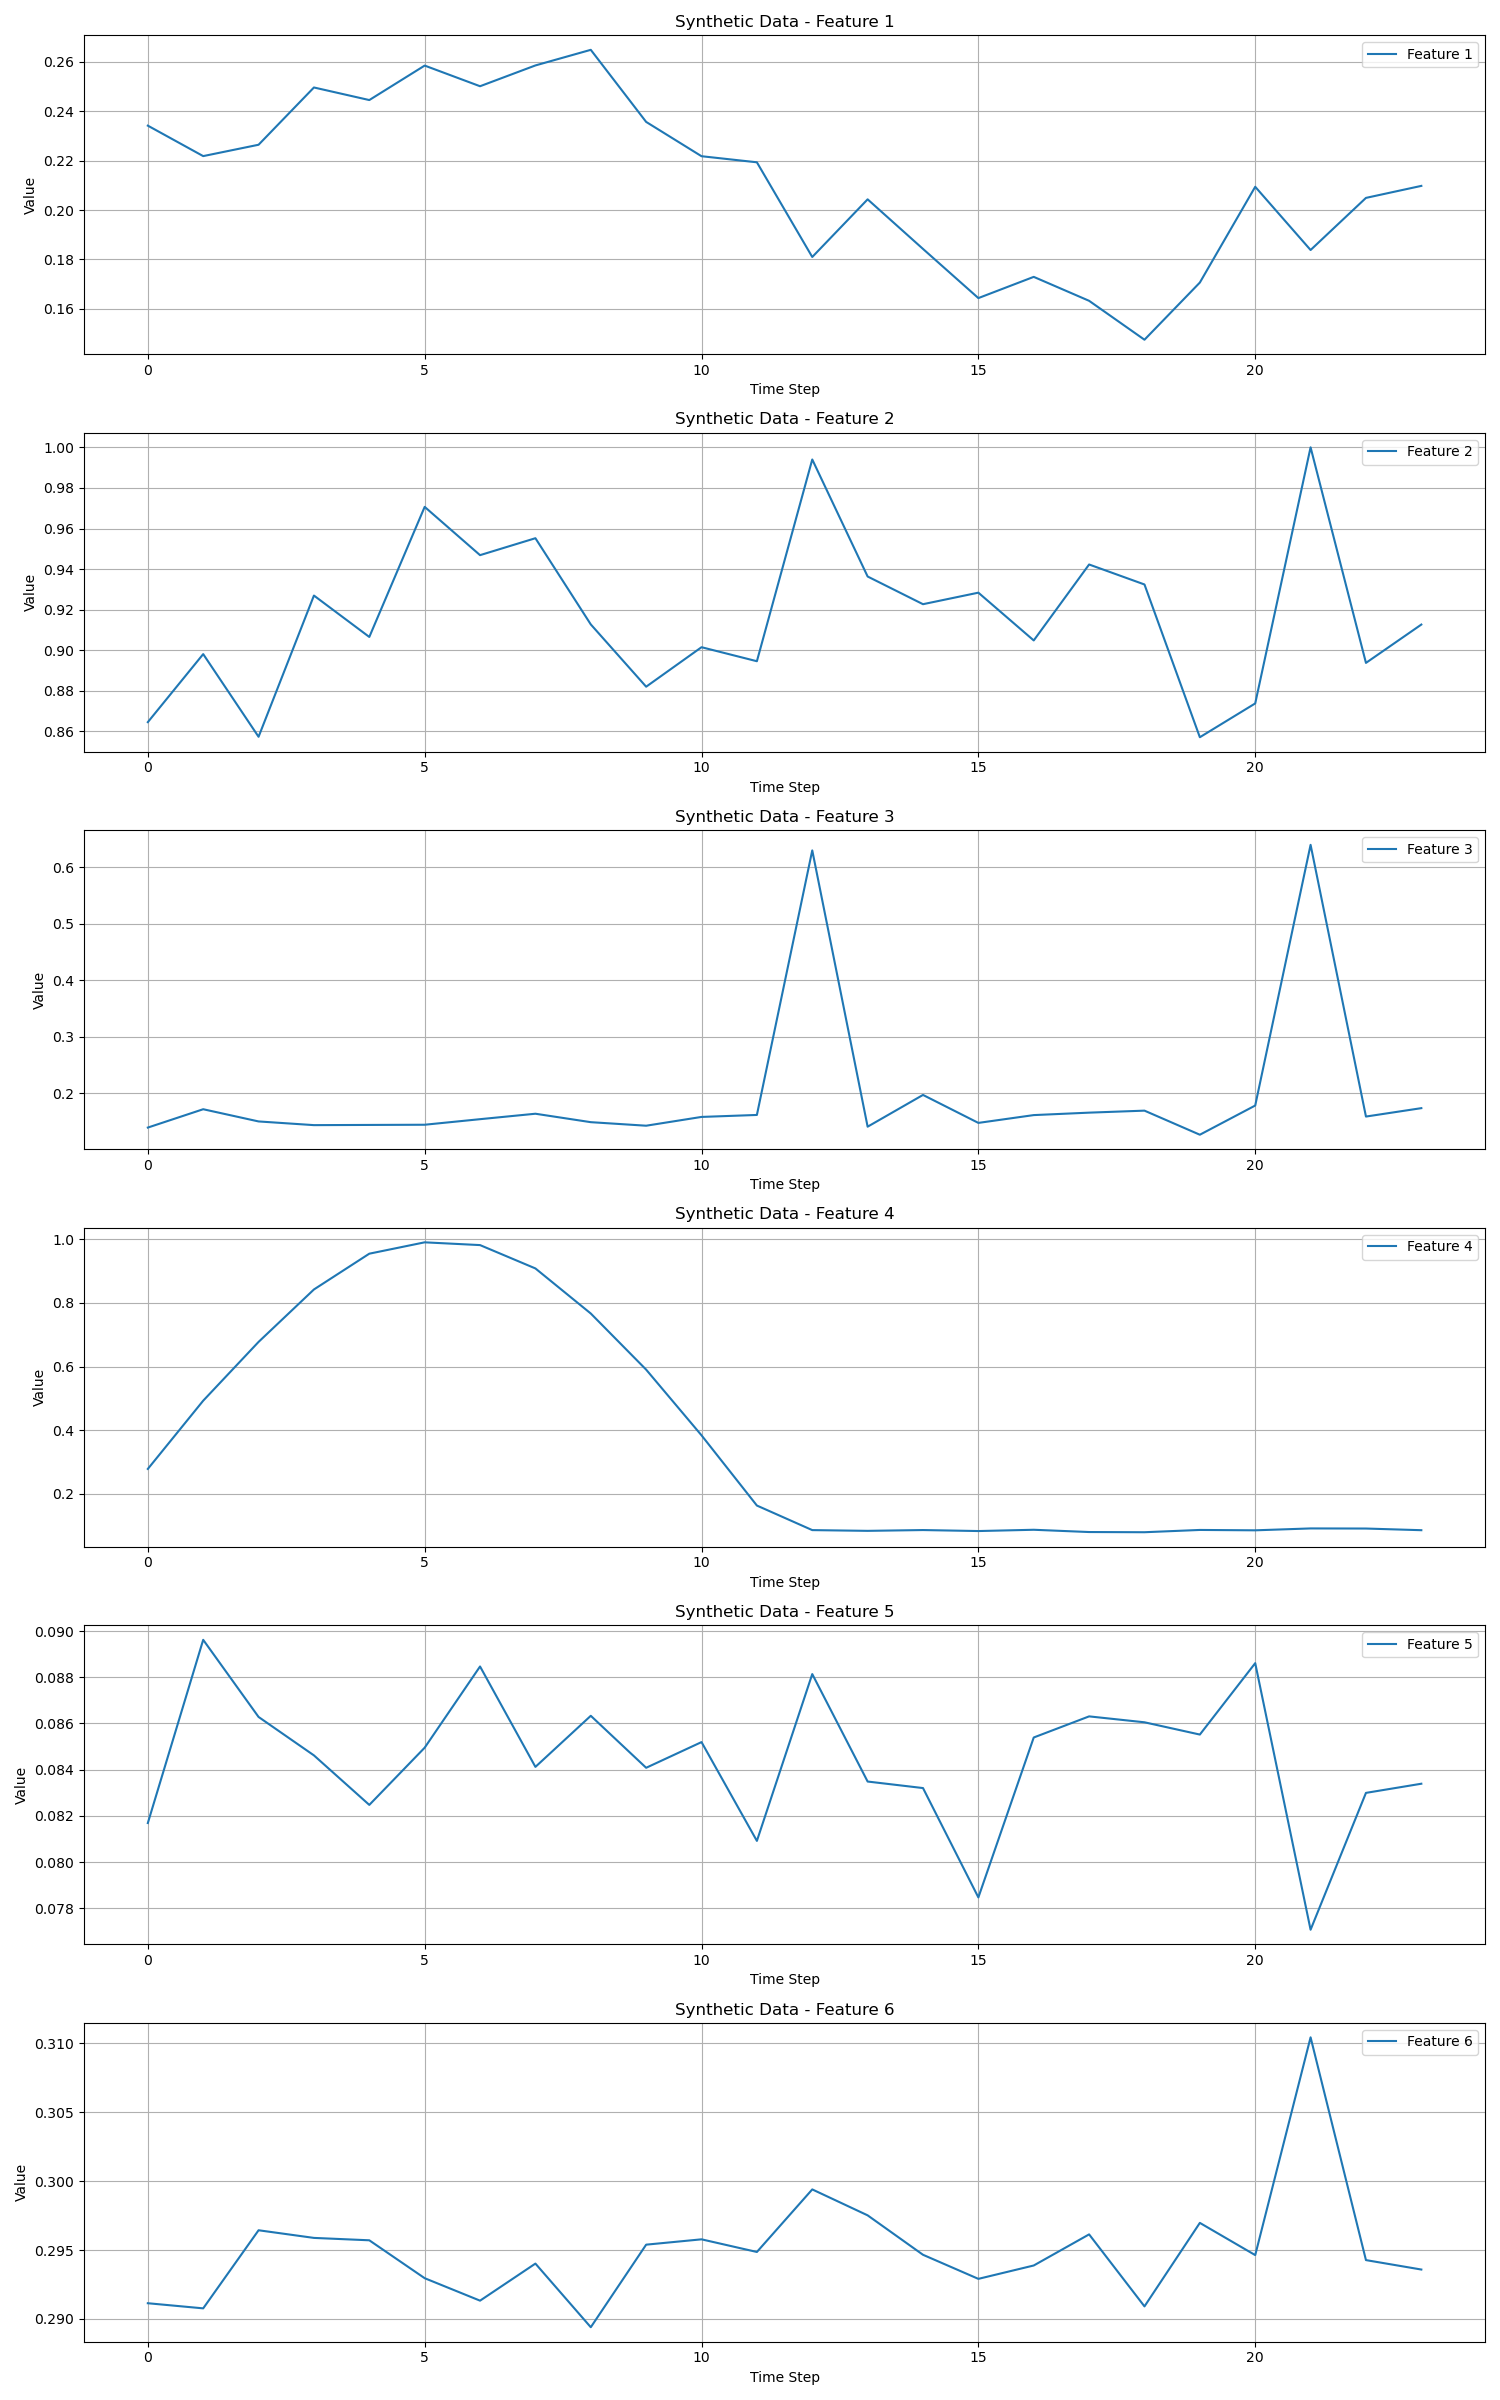 Synthetic Data - Feature 1
Feature 1
Value
0.26
0.24
0.22
0.20
0.18
0.16
0 5 10 15 20
Time Step
Synthetic Data - Feature 2
Feature 2
Value
1.00
0.98
0.96
0.94
0.92
0.90
0.88
0.86
0 5 10 15 20
Time Step
Synthetic Data - Feature 3
Feature 3
Value
0.6
0.5
0.4
0.3
0.2
0 5 10 15 20
Time Step
Synthetic Data - Feature 4
Feature 4
Value
1.0
0.8
0.6
0.4
0.2
0 5 10 15 20
Time Step
Synthetic Data - Feature 5
Feature 5
Value
0.090
0.088
0.086
0.084
0.082
0.080
0.078
0 5 10 15 20
Time Step
Synthetic Data - Feature 6
Feature 6
Value
0.310
0.305
0.300
0.295
0.290
0 5 10 15 20
Time Step